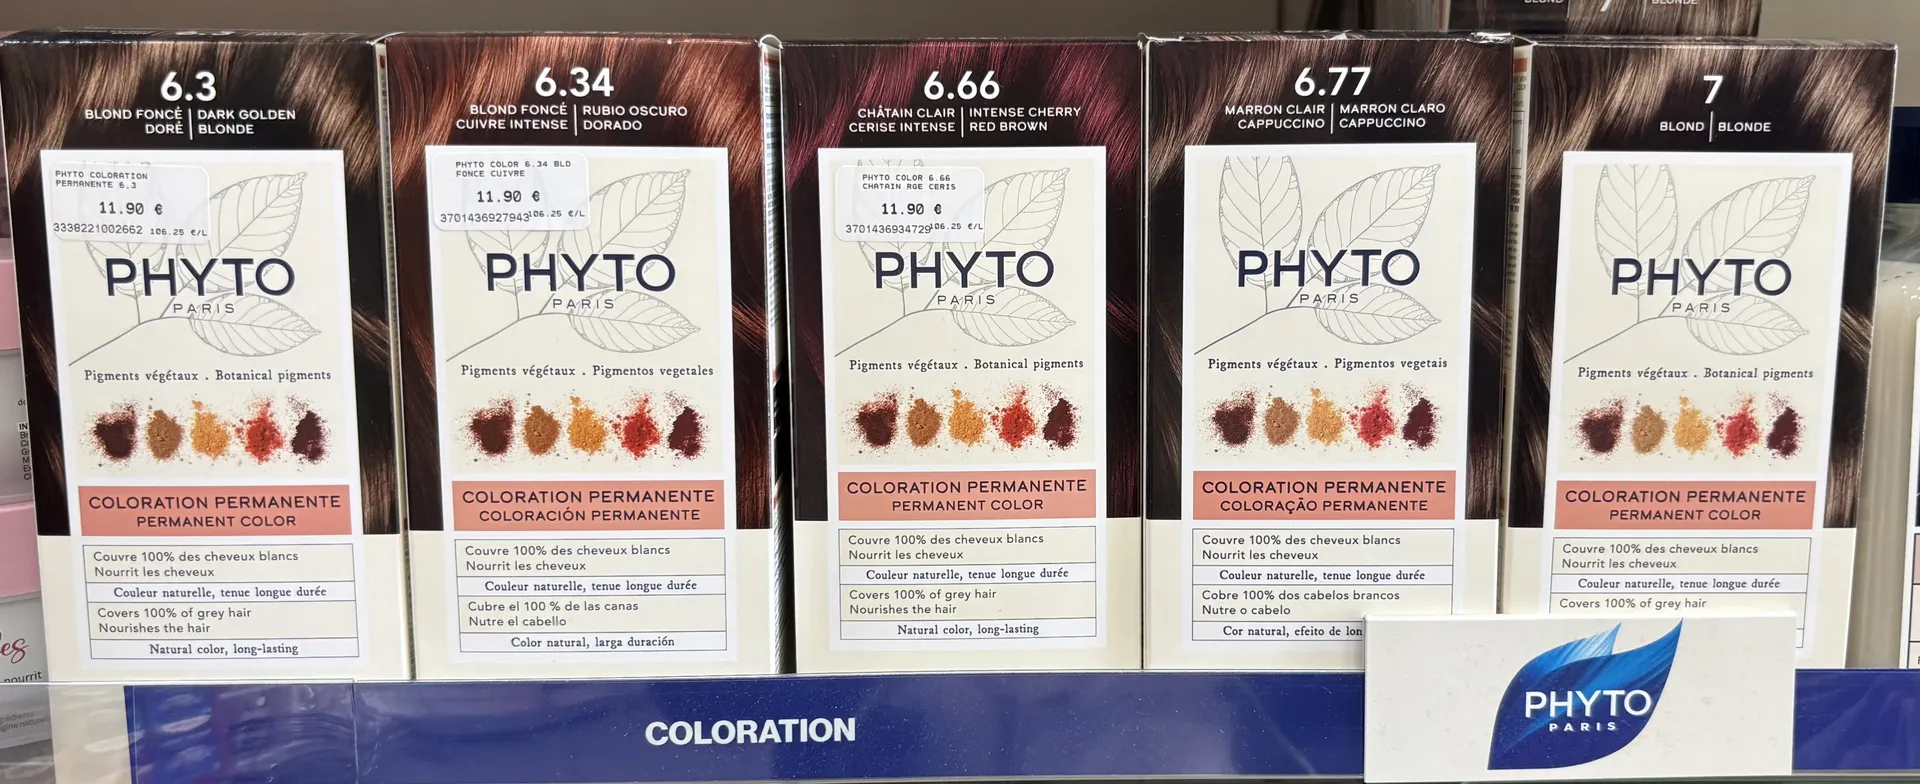 BLOND
7
BLONDE
6.3
BLOND FONCÉ | DARK GOLDEN
DORÉ | BLONDE
PHYTO COLORATION
PERMANENTE 6,3
11.90 €
3338221002662 106.25 €/L
PHYTO
PARIS
Pigments végétaux . Botanical pigments
COLORATION PERMANENTE
PERMANENT COLOR
Couvre 100% des cheveux blancs
Nourrit les cheveux
Couleur naturelle, tenue longue durée
Covers 100% of grey hair
Nourishes the hair
Natural color, long-lasting
6.34
BLOND FONCÉ | RUBIO OSCURO
CUIVRE INTENSE | DORADO
PHYTO COLOR 6.34 BLD
FONCE CUIVRE
11.90 €
3701436927943 106.25 €/L
PHYTO
PARIS
Pigments végétaux . Pigmentos vegetales
COLORATION PERMANENTE
COLORACIÓN PERMANENTE
Couvre 100% des cheveux blancs
Nourrit les cheveux
Couleur naturelle, tenue longue durée
Cubre el 100 % de las canas
Nutre el cabello
Color natural, larga duración
6.66
CHÂTAIN CLAIR | INTENSE CHERRY
CERISE INTENSE | RED BROWN
PHYTO COLOR 6.66
CHATAIN RGE CERIS
11.90 €
3701436934729 106.25 €/L
PHYTO
PARIS
Pigments végétaux . Botanical pigments
COLORATION PERMANENTE
PERMANENT COLOR
Couvre 100% des cheveux blancs
Nourrit les cheveux
Couleur naturelle, tenue longue durée
Covers 100% of grey hair
Nourishes the hair
Natural color, long-lasting
6.77
MARRON CLAIR | MARRON CLARO
CAPPUCCINO | CAPPUCCINO
PHYTO
PARIS
Pigments végétaux . Pigmentos vegetais
COLORATION PERMANENTE
COLORAÇÃO PERMANENTE
Couvre 100% des cheveux blancs
Nourrit les cheveux
Couleur naturelle, tenue longue durée
Cobre 100% dos cabelos brancos
Nutre o cabelo
Cor natural, efeito de lon
7
BLOND | BLONDE
PHYTO
PARIS
Pigments végétaux . Botanical pigments
COLORATION PERMANENTE
PERMANENT COLOR
Couvre 100% des cheveux blancs
Nourrit les cheveux
Couleur naturelle, tenue longue durée
Covers 100% of grey hair
nourrit
COLORATION
PHYTO
PARIS